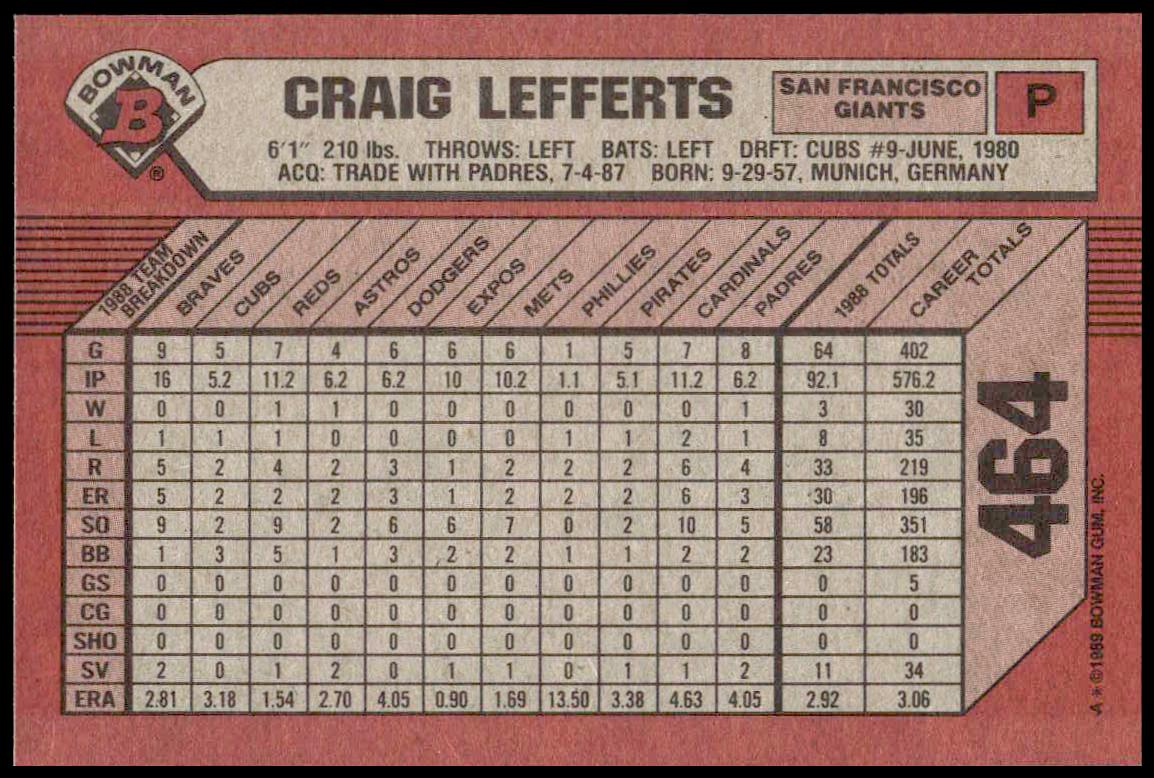 BOWMAN
B
®
CRAIG LEFFERTS
SAN FRANCISCO
GIANTS
P
6'1" 210 lbs. THROWS: LEFT BATS: LEFT DRFT: CUBS #9-JUNE, 1980
ACQ: TRADE WITH PADRES, 7-4-87 BORN: 9-29-57, MUNICH, GERMANY
1988 TEAM BREAKDOWN BRAVES CUBS REDS ASTROS DODGERS EXPOS METS PHILLIES PIRATES CARDINALS PADRES 1988 TOTALS CAREER TOTALS
G 9 5 7 4 6 6 6 1 5 7 8 64 402
IP 16 5.2 11.2 6.2 6.2 10 10.2 1.1 5.1 11.2 6.2 92.1 576.2
W 0 0 1 1 0 0 0 0 0 0 1 3 30
L 1 1 1 0 0 0 0 1 1 2 1 8 35
R 5 2 4 2 3 1 2 2 2 6 4 33 219
ER 5 2 2 2 3 1 2 2 2 6 3 30 196
SO 9 2 9 2 6 6 7 0 2 10 5 58 351
BB 1 3 5 1 3 2 2 1 1 2 2 23 183
GS 0 0 0 0 0 0 0 0 0 0 0 0 5
CG 0 0 0 0 0 0 0 0 0 0 0 0 0
SHO 0 0 0 0 0 0 0 0 0 0 0 0 0
SV 2 0 1 2 0 1 1 0 1 1 2 11 34
ERA 2.81 3.18 1.54 2.70 4.05 0.90 1.69 13.50 3.38 4.63 4.05 2.92 3.06
464
A*©1989 BOWMAN GUM, INC.